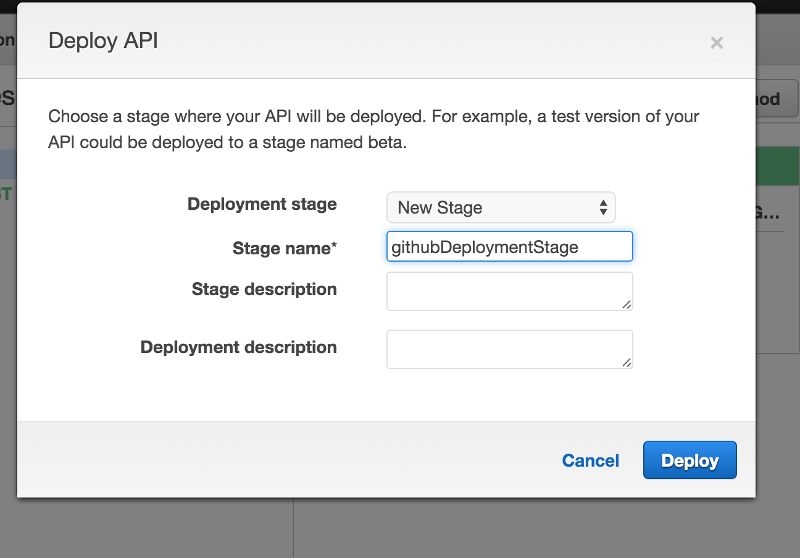 Deploy API
×
Choose a stage where your API will be deployed. For example, a test version of your
API could be deployed to a stage named beta.
Deployment stage New Stage
Stage name* githubDeploymentStage
Stage description
Deployment description
Cancel Deploy